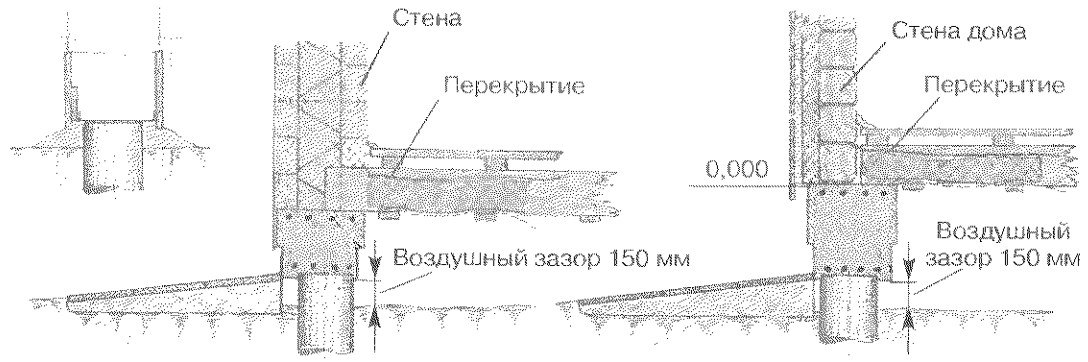 Стена
Перекрытие
Воздушный зазор 150 мм
Стена дома
Перекрытие
0,000
Воздушный
зазор 150 мм